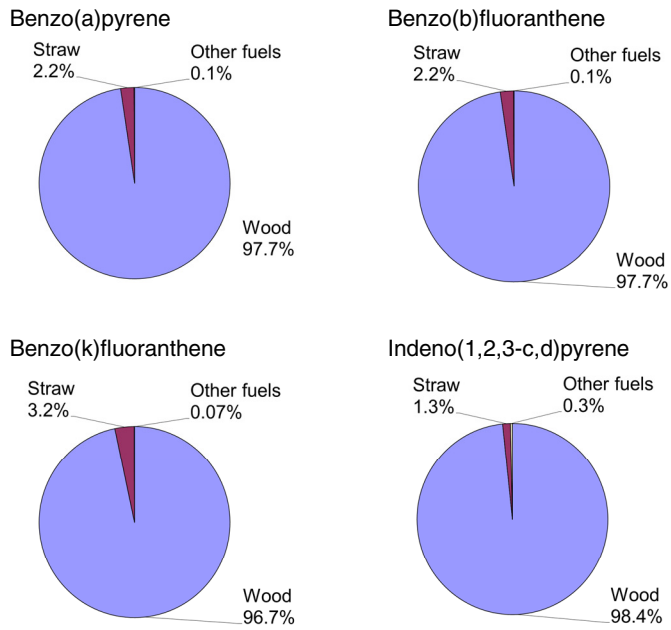 Benzo(a)pyrene
Straw
2.2%
Other fuels
0.1%
Wood
97.7%
Benzo(b)fluoranthene
Straw
2.2%
Other fuels
0.1%
Wood
97.7%
Benzo(k)fluoranthene
Straw
3.2%
Other fuels
0.07%
Wood
96.7%
Indeno(1,2,3-c,d)pyrene
Straw
1.3%
Other fuels
0.3%
Wood
98.4%